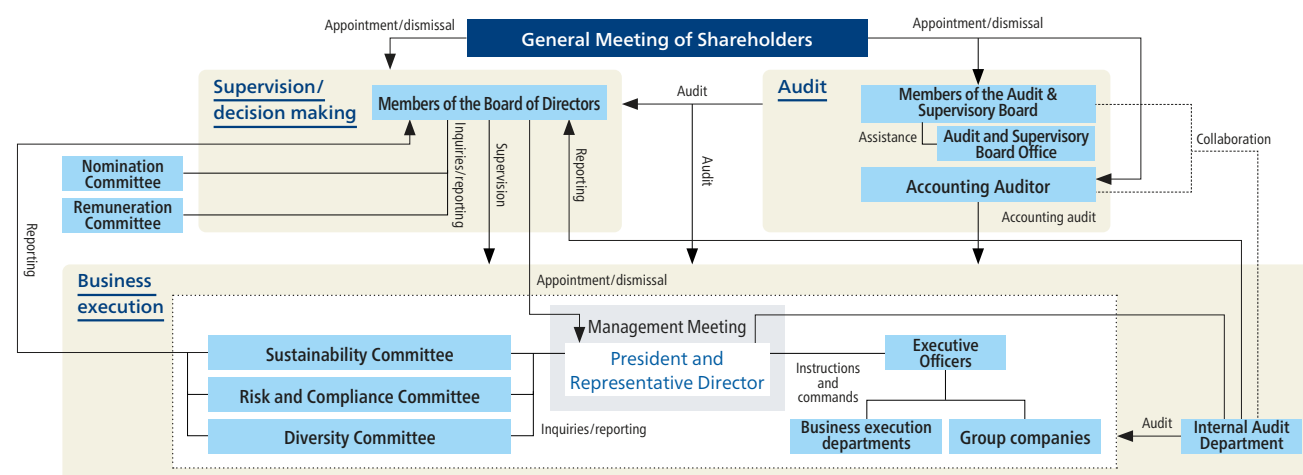 Appointment/dismissal
General Meeting of Shareholders
Appointment/dismissal
Supervision/
decision making
Members of the Board of Directors
Audit
Audit
Members of the Audit &
Supervisory Board
Assistance
Audit and Supervisory
Board Office
Collaboration
Accounting Auditor
Accounting audit
Nomination
Committee
Remuneration
Committee
Inquiries/reporting
Supervision
Reporting
Audit
Reporting
Business
execution
Appointment/dismissal
Management Meeting
President and
Representative Director
Sustainability Committee
Risk and Compliance Committee
Diversity Committee
Inquiries/reporting
Executive
Officers
Instructions
and
commands
Business execution
departments
Group companies
Audit
Internal Audit
Department